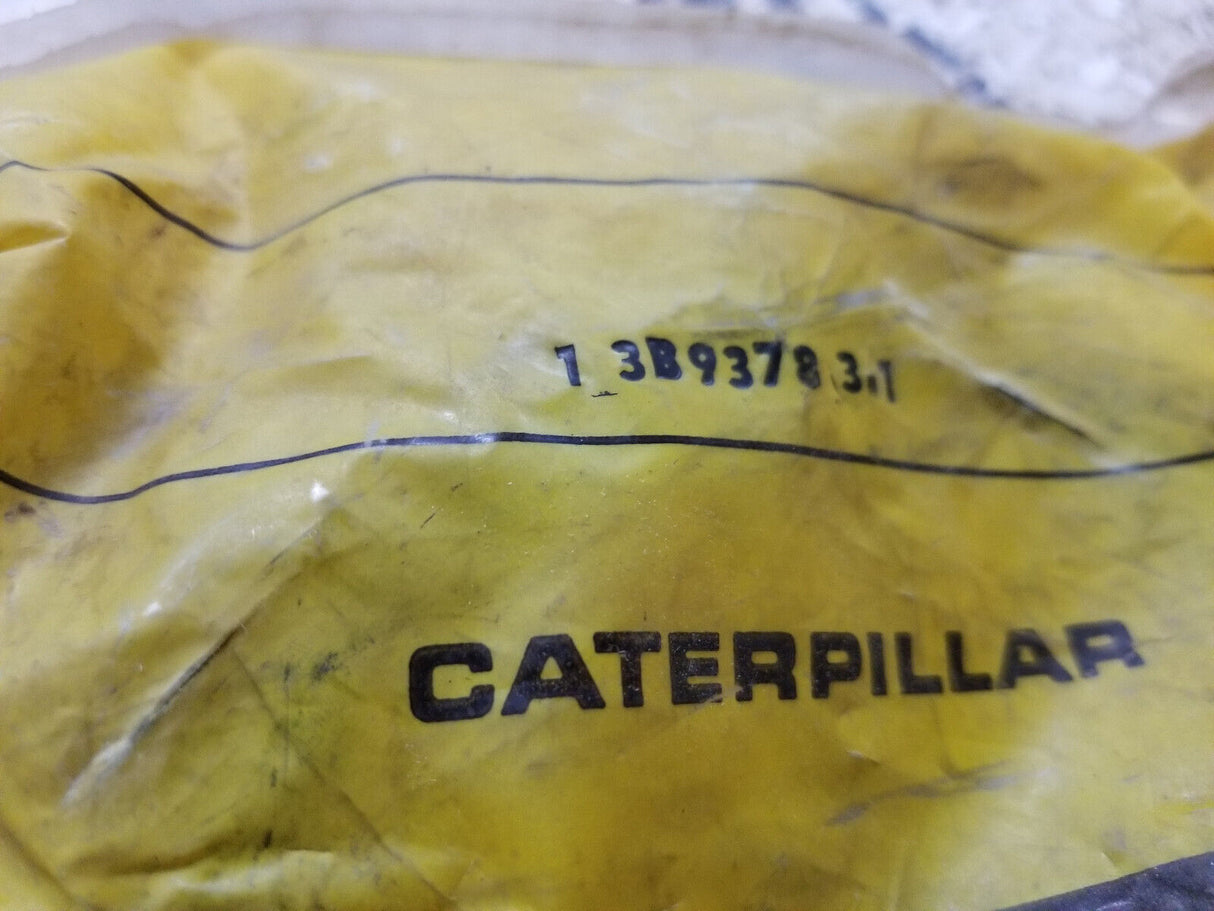 1 3B9378 3.1
CATERPILLAR